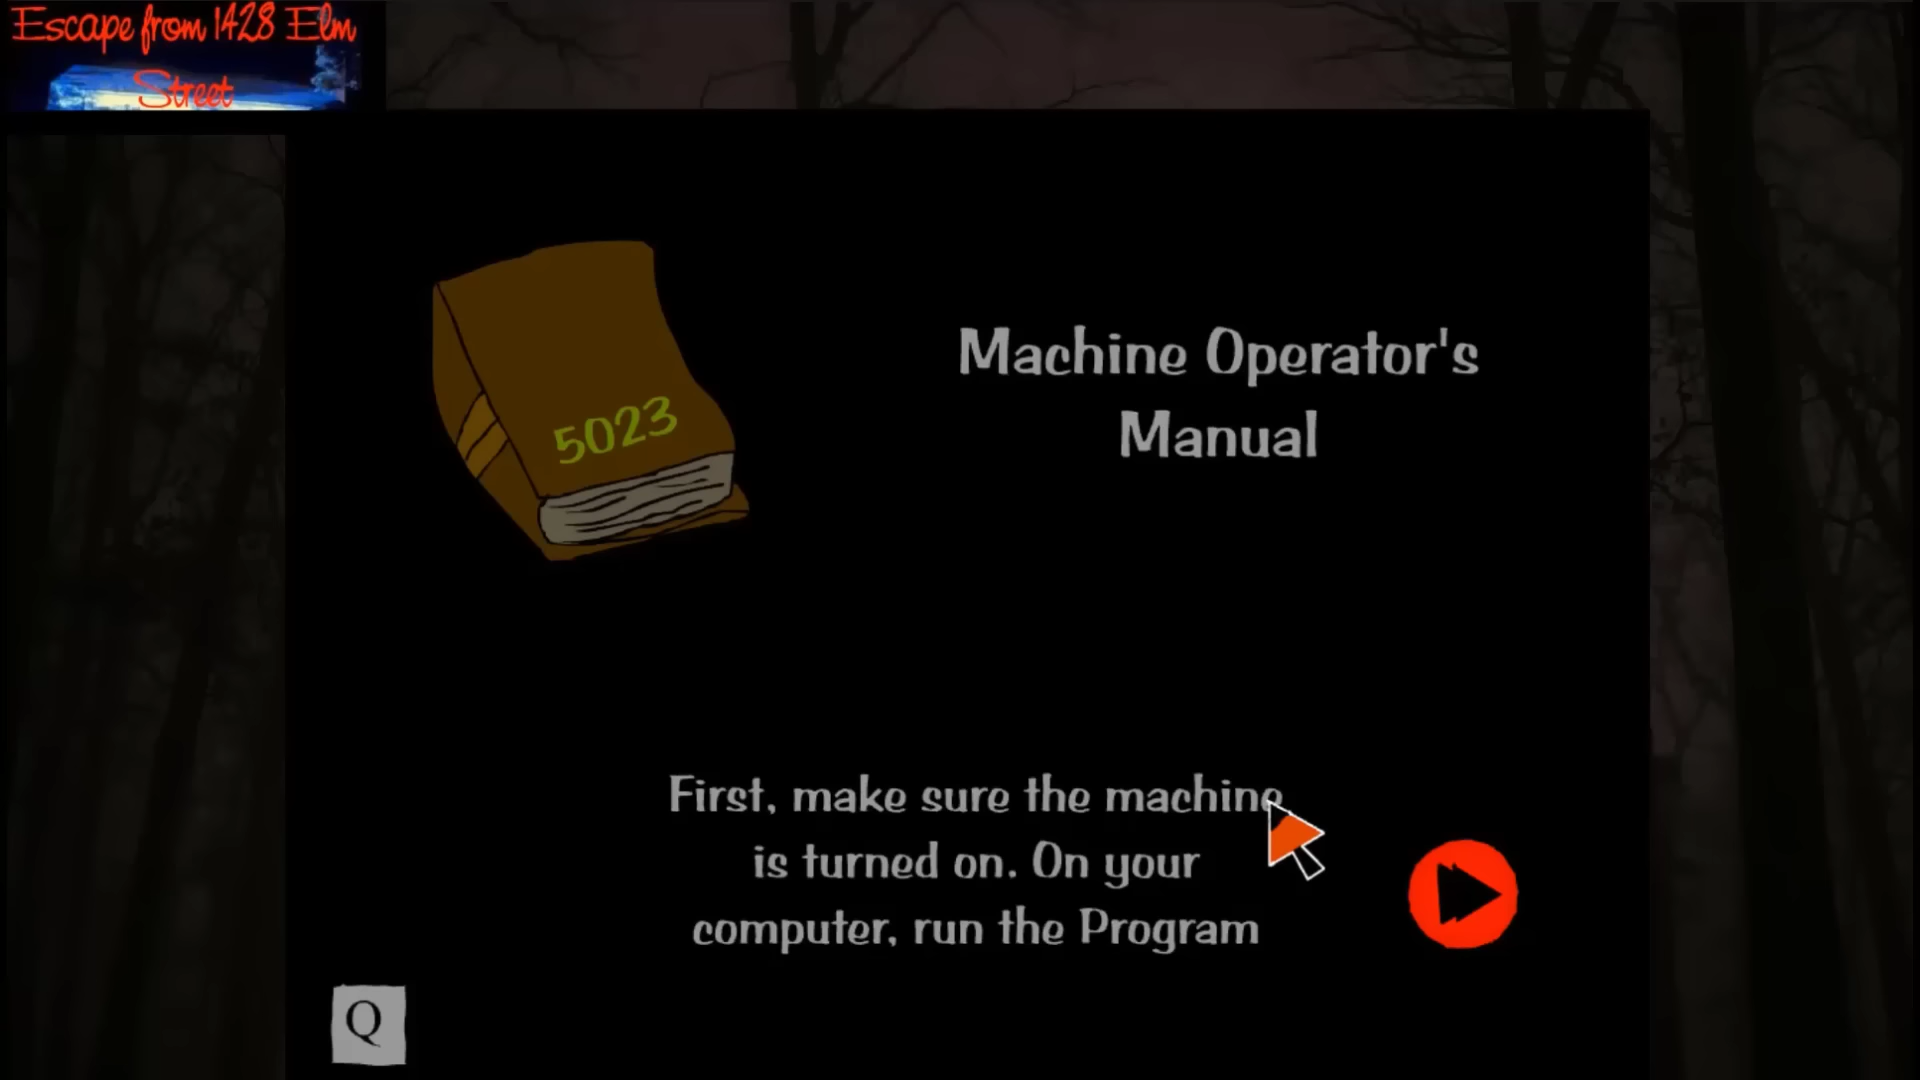 Escape from 1428 Elm
Street
5023
Machine Operator's
Manual
First, make sure the machine
is turned on. On your
computer, run the Program
Q